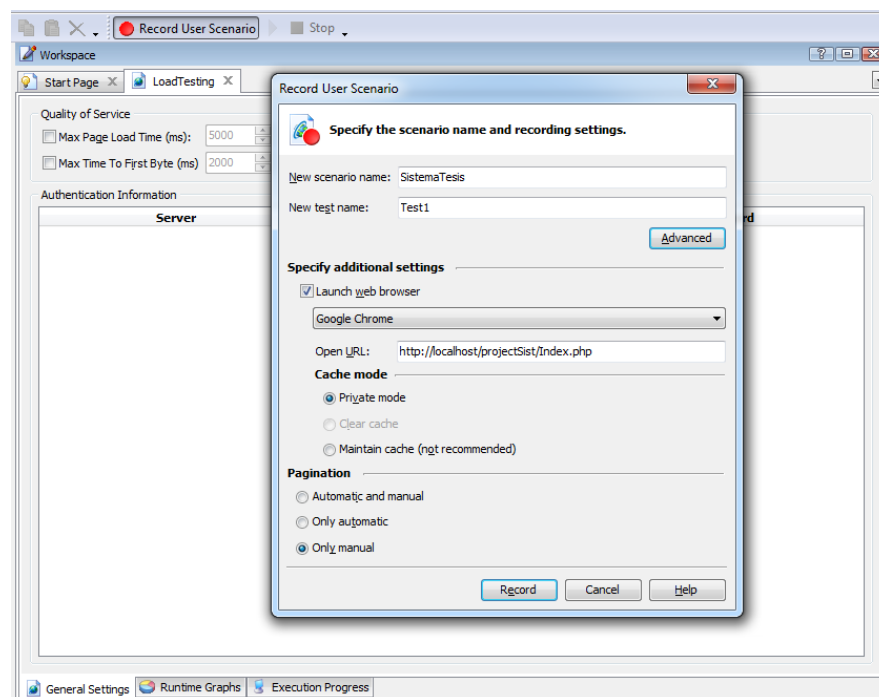 Record User Scenario Stop
Workspace
Start Page LoadTesting
Quality of Service
Max Page Load Time (ms): 5000
Max Time To First Byte (ms) 2000
Authentication Information
Server
rd
Record User Scenario
Specify the scenario name and recording settings.
New scenario name: SistemaTesis
New test name: Test1
Advanced
Specify additional settings
Launch web browser
Google Chrome
Open URL: http://localhost/projectSist/Index.php
Cache mode
Private mode
Clear cache
Maintain cache (not recommended)
Pagination
Automatic and manual
Only automatic
Only manual
Record Cancel Help
General Settings Runtime Graphs Execution Progress